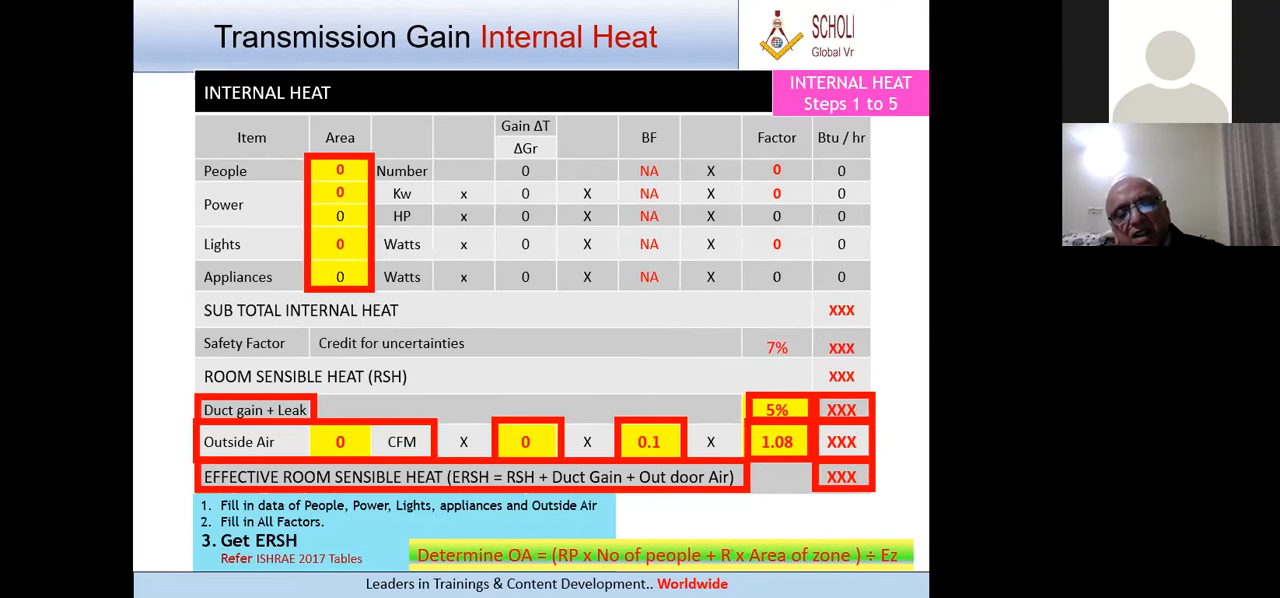 Transmission Gain Internal Heat
SCHOLI
Global Vr
INTERNAL HEAT
INTERNAL HEAT
Steps 1 to 5
Item Area Gain ΔT BF Factor Btu / hr
ΔGr
People 0 Number 0 NA X 0 0
Power 0 Kw x 0 X NA X 0 0
0 HP x 0 X NA X 0 0
Lights 0 Watts x 0 X NA X 0 0
Appliances 0 Watts x 0 X NA X 0 0
SUB TOTAL INTERNAL HEAT XXX
Safety Factor Credit for uncertainties 7% XXX
ROOM SENSIBLE HEAT (RSH) XXX
Duct gain + Leak 5% XXX
Outside Air 0 CFM X 0 X 0.1 X 1.08 XXX
EFFECTIVE ROOM SENSIBLE HEAT (ERSH = RSH + Duct Gain + Out door Air) XXX
1. Fill in data of People, Power, Lights, appliances and Outside Air
2. Fill in All Factors.
3. Get ERSH
Refer ISHRAE 2017 Tables
Determine OA = (RP x No of people + R x Area of zone ) ÷ Ez
Leaders in Trainings & Content Development.. Worldwide